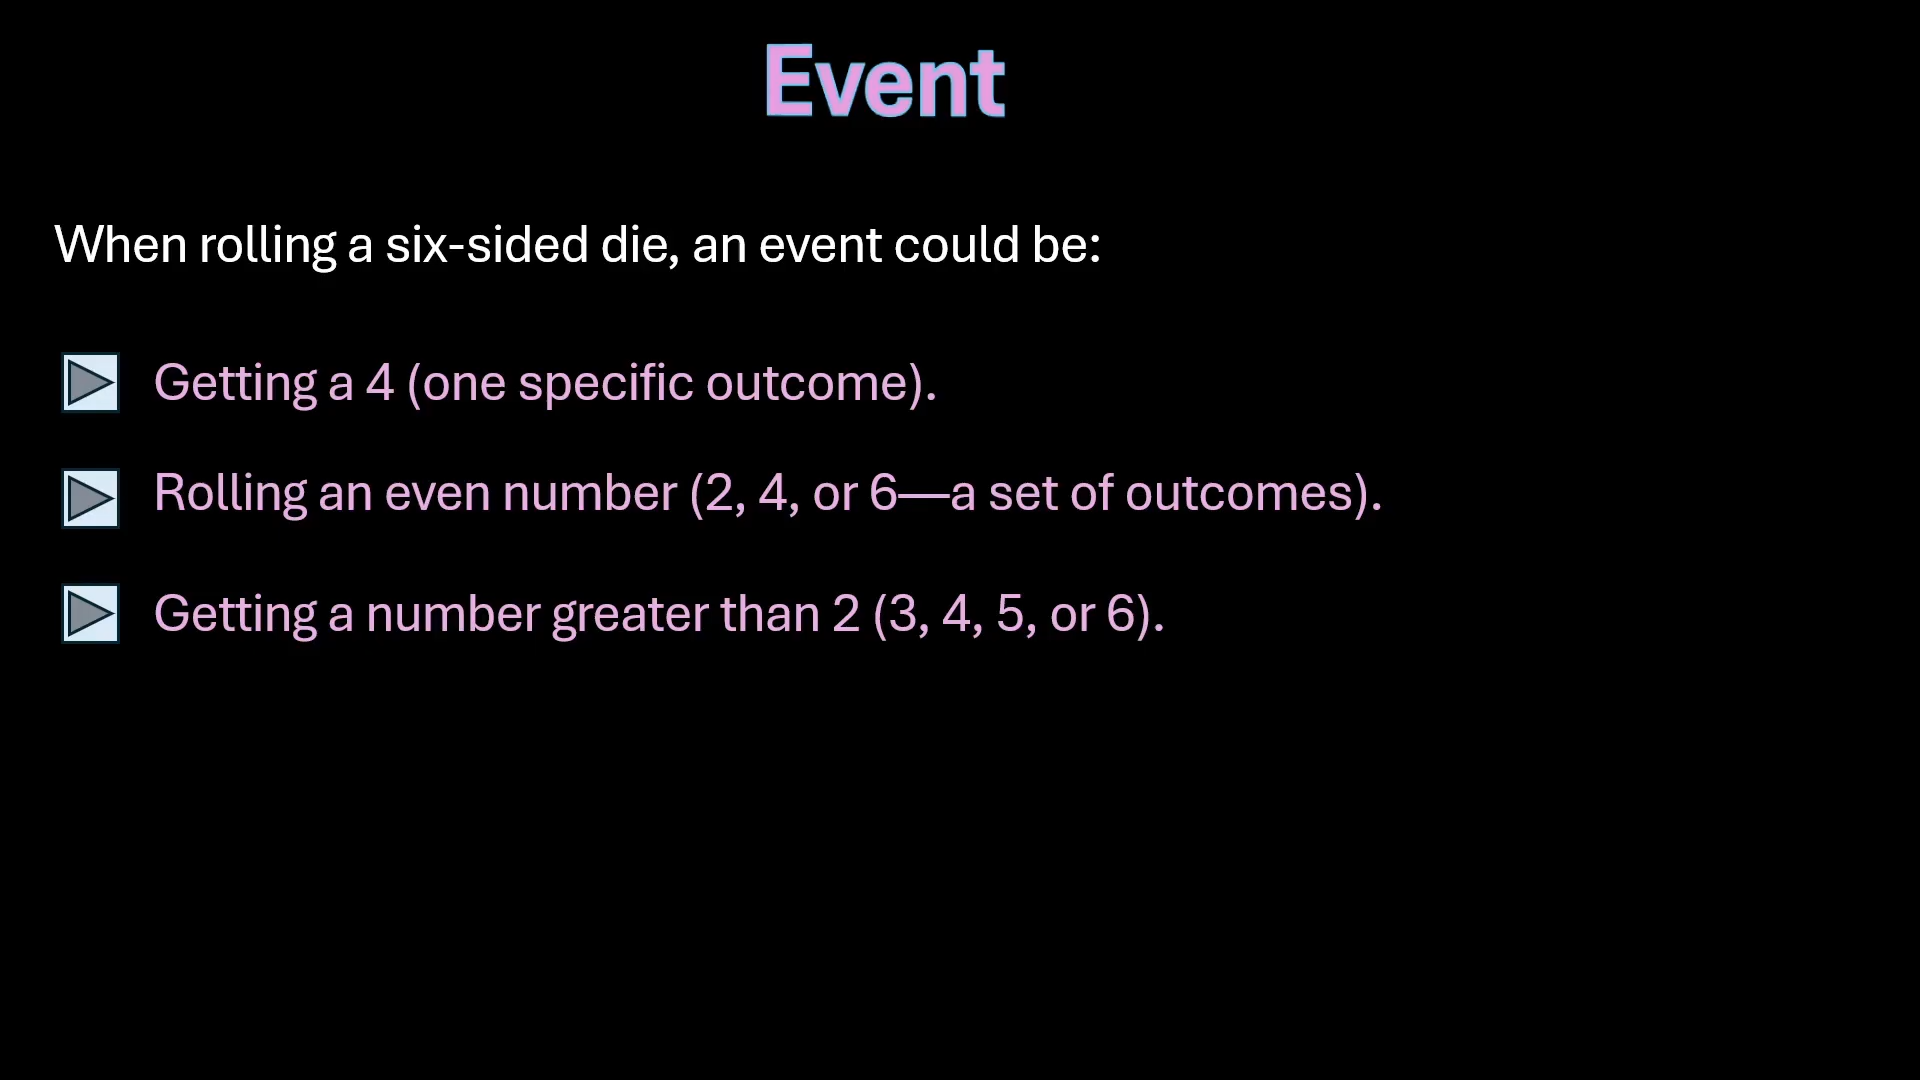 Event
When rolling a six-sided die, an event could be:
Getting a 4 (one specific outcome).
Rolling an even number (2, 4, or 6—a set of outcomes).
Getting a number greater than 2 (3, 4, 5, or 6).